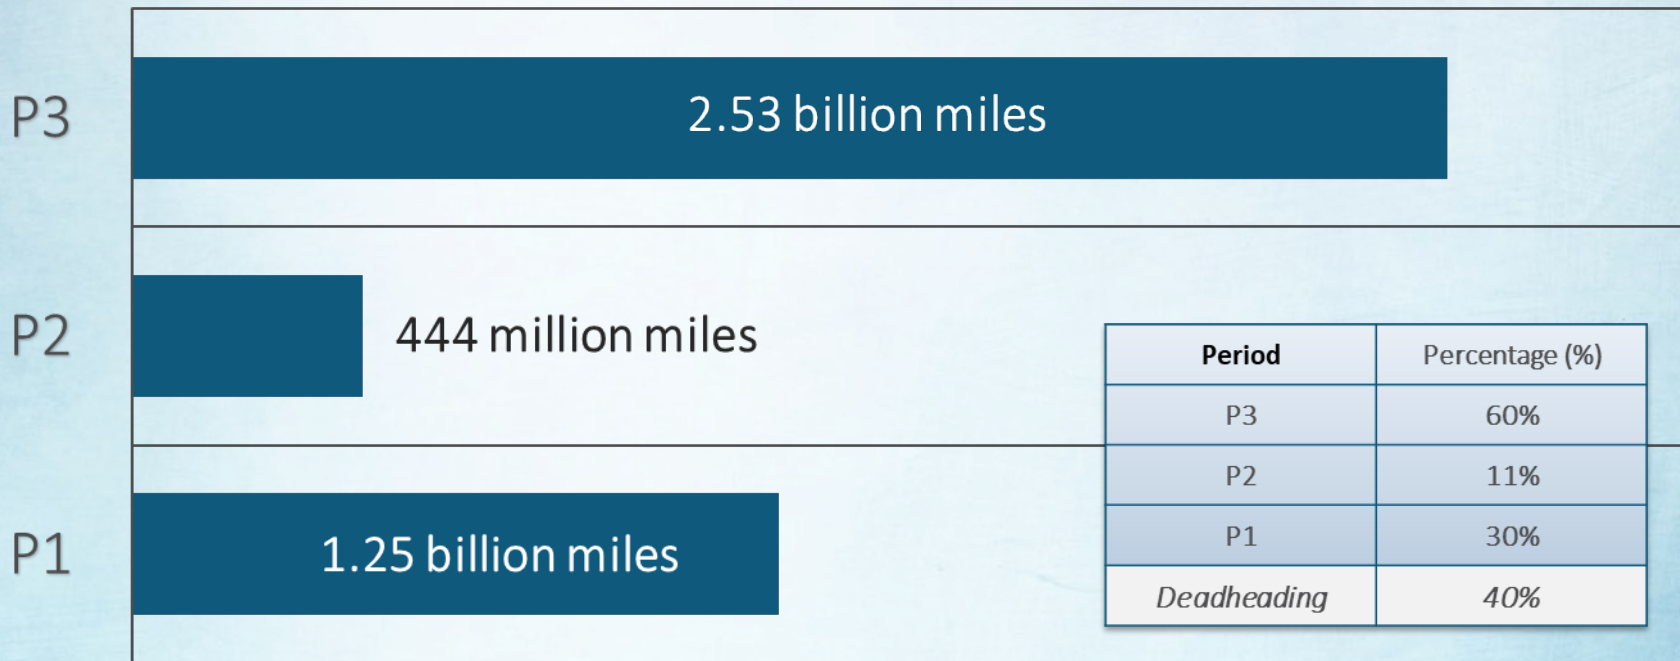 P3
2.53 billion miles
P2
444 million miles
P1
1.25 billion miles
Period Percentage (%)
P3 60%
P2 11%
P1 30%
Deadheading 40%